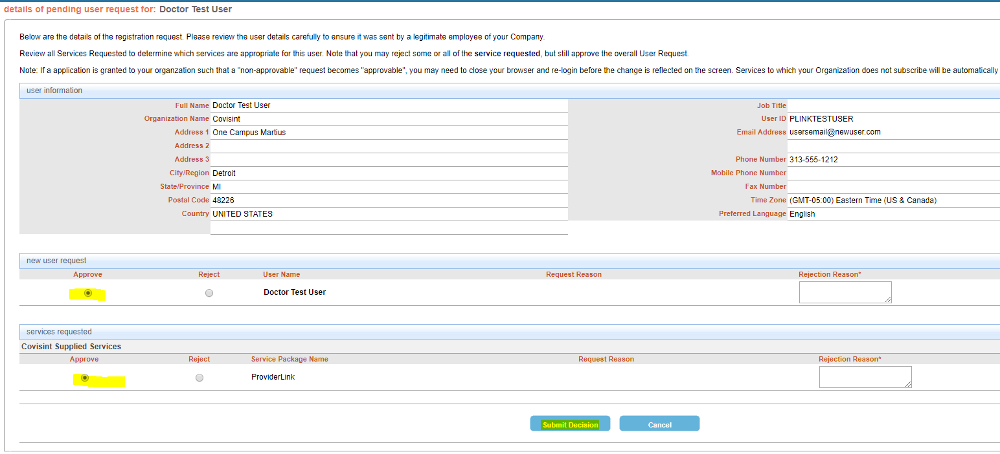 details of pending user request for: Doctor Test User
Below are the details of the registration request. Please review the user details carefully to ensure it was sent by a legitimate employee of your Company.
Review all Services Requested to determine which services are appropriate for this user. Note that you may reject some or all of the service requested, but still approve the overall User Request.
Note: If a application is granted to your organzation such that a "non-approvable" request becomes "approvable", you may need to close your browser and re-login before the change is reflected on the screen. Services to which your Organization does not subscribe will be automatically
user information
Full Name Doctor Test User Job Title
Organization Name Covisint User ID PLINKTESTUSER
Address 1 One Campus Martius Email Address usersemail@newuser.com
Address 2
Address 3 Phone Number 313-555-1212
City/Region Detroit Mobile Phone Number
State/Province MI Fax Number
Postal Code 48226 Time Zone (GMT-05:00) Eastern Time (US & Canada)
Country UNITED STATES Preferred Language English
new user request
Approve Reject User Name Request Reason Rejection Reason*
Doctor Test User
services requested
Covisint Supplied Services
Approve Reject Service Package Name Request Reason Rejection Reason*
ProviderLink
Submit Decision Cancel